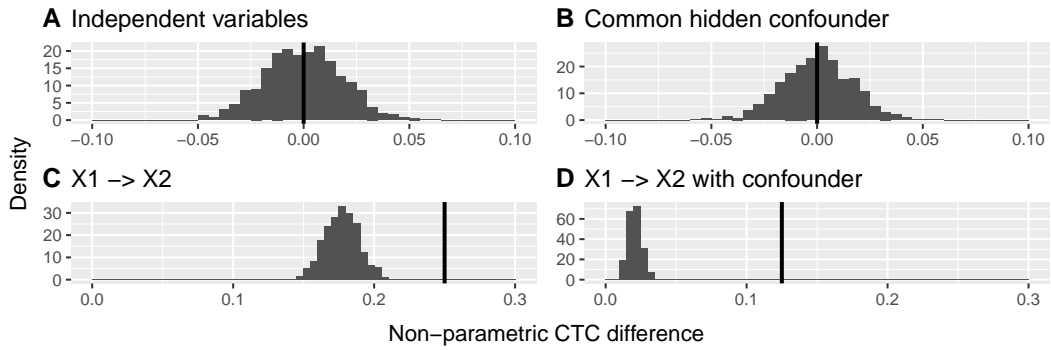 A Independent variables
B Common hidden confounder
20
15
10
5
0
20
10
0
−0.10 −0.05 0.00 0.05 0.10
−0.10 −0.05 0.00 0.05 0.10
Density
C X1 −> X2
D X1 −> X2 with confounder
30
20
10
0
60
40
20
0
0.0 0.1 0.2 0.3
0.0 0.1 0.2 0.3
Non−parametric CTC difference